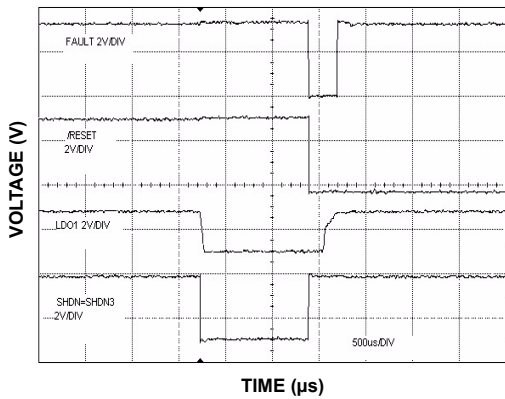 FAULT 2V/DIV
/RESET
2V/DIV
LDO1 2V/DIV
SHDN=SHDN3
2V/DIV
500us/DIV
VOLTAGE (V)
TIME (µs)